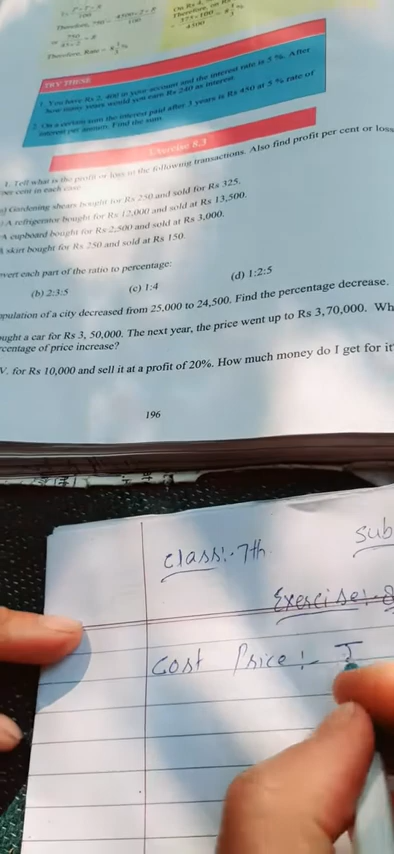 TRY THESE
1. You have Rs 2, 400 in your account and the interest rate is 5 %. After
how many years would you earn Rs 240 as interest.
2. On a certain sum the interest paid after 3 years is Rs 450 at 5 % rate of
interest per annum. Find the sum.
Exercise 8.3
1. Tell what is the profit or loss in the following transactions. Also find profit per cent or loss
per cent in each case.
Gardening shears bought for Rs 250 and sold for Rs 325.
A refrigerator bought for Rs 12,000 and sold at Rs 13,500.
A cupboard bought for Rs 2,500 and sold at Rs 3,000.
A skirt bought for Rs 250 and sold at Rs 150.
vert each part of the ratio to percentage:
(b) 2:3:5 (c) 1:4 (d) 1:2:5
pulation of a city decreased from 25,000 to 24,500. Find the percentage decrease.
ught a car for Rs 3, 50,000. The next year, the price went up to Rs 3,70,000. Wh
rcentage of price increase?
V. for Rs 10,000 and sell it at a profit of 20%. How much money do I get for it
196
Class:- 7th Sub
Exercise:-8
Cost Price :-